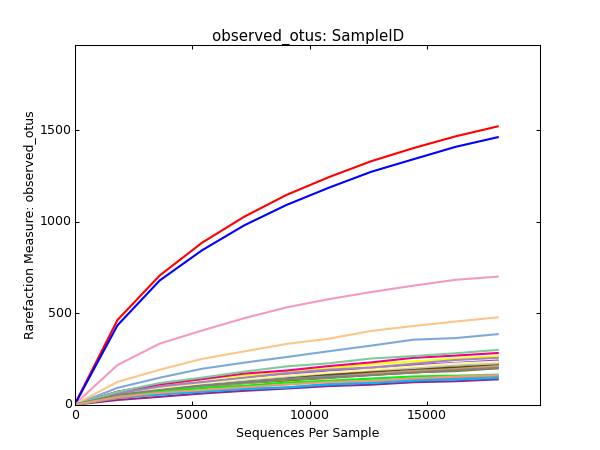 observed_otus: SampleID
1500
1000
500
0
0 5000 10000 15000
Sequences Per Sample
Rarefaction Measure: observed_otus